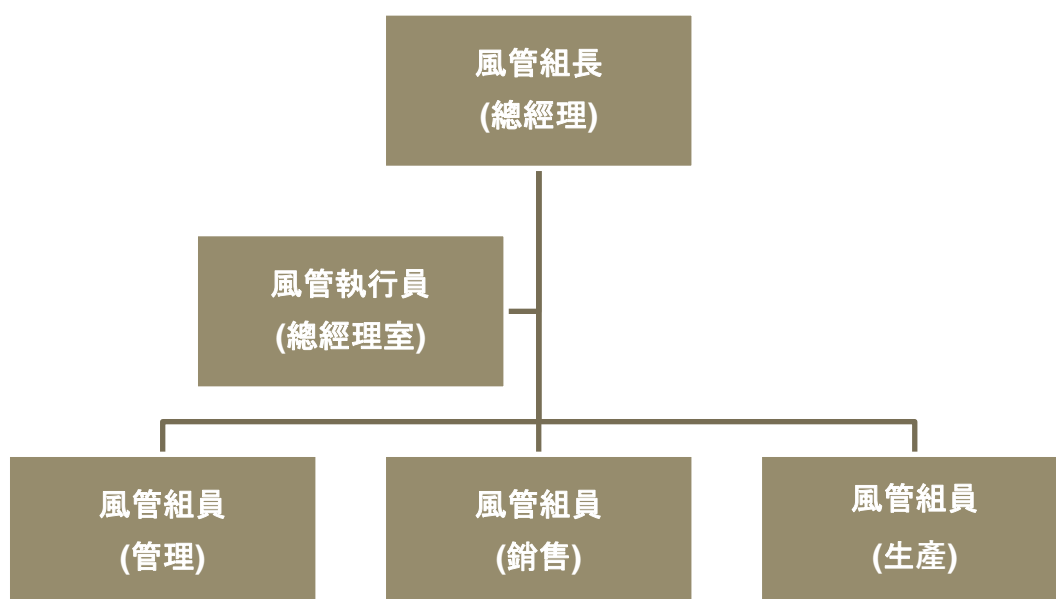 風管組長
(總經理)
風管執行員
(總經理室)
風管組員
(管理)
風管組員
(銷售)
風管組員
(生產)